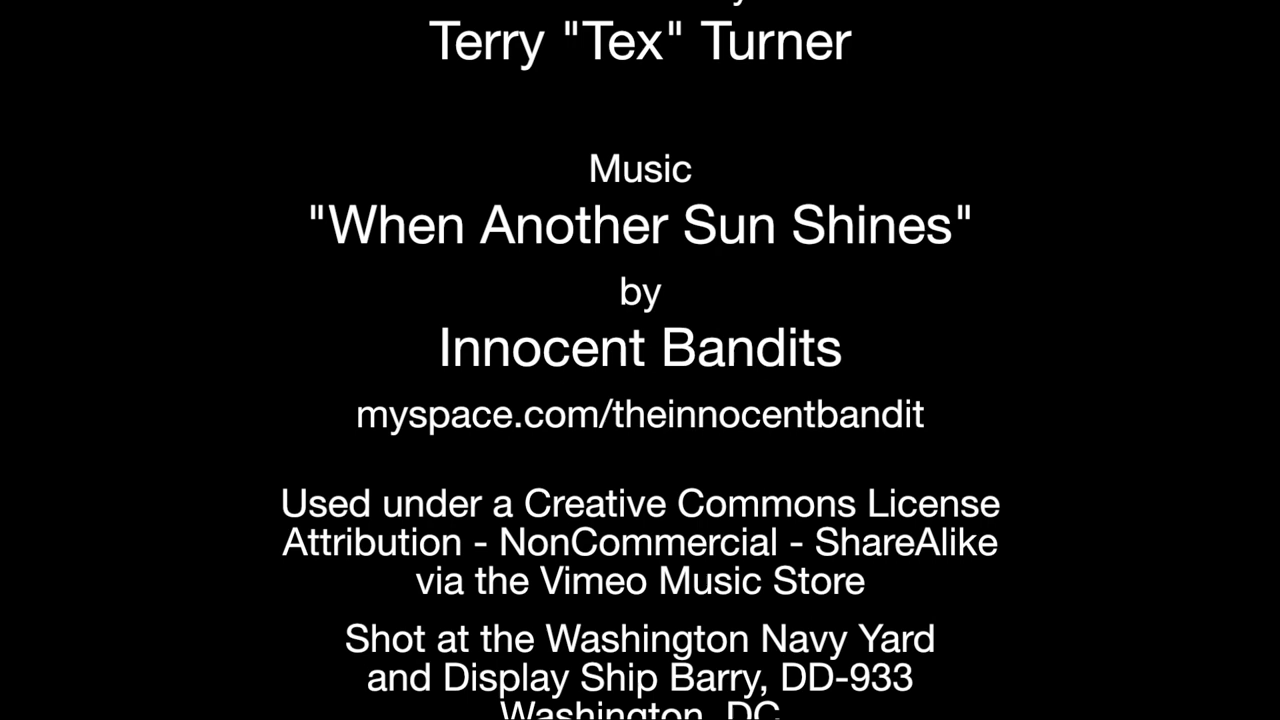 Terry "Tex" Turner
Music
"When Another Sun Shines"
by
Innocent Bandits
myspace.com/theinnocentbandit
Used under a Creative Commons License
Attribution - NonCommercial - ShareAlike
via the Vimeo Music Store
Shot at the Washington Navy Yard
and Display Ship Barry, DD-933
Washington, DC